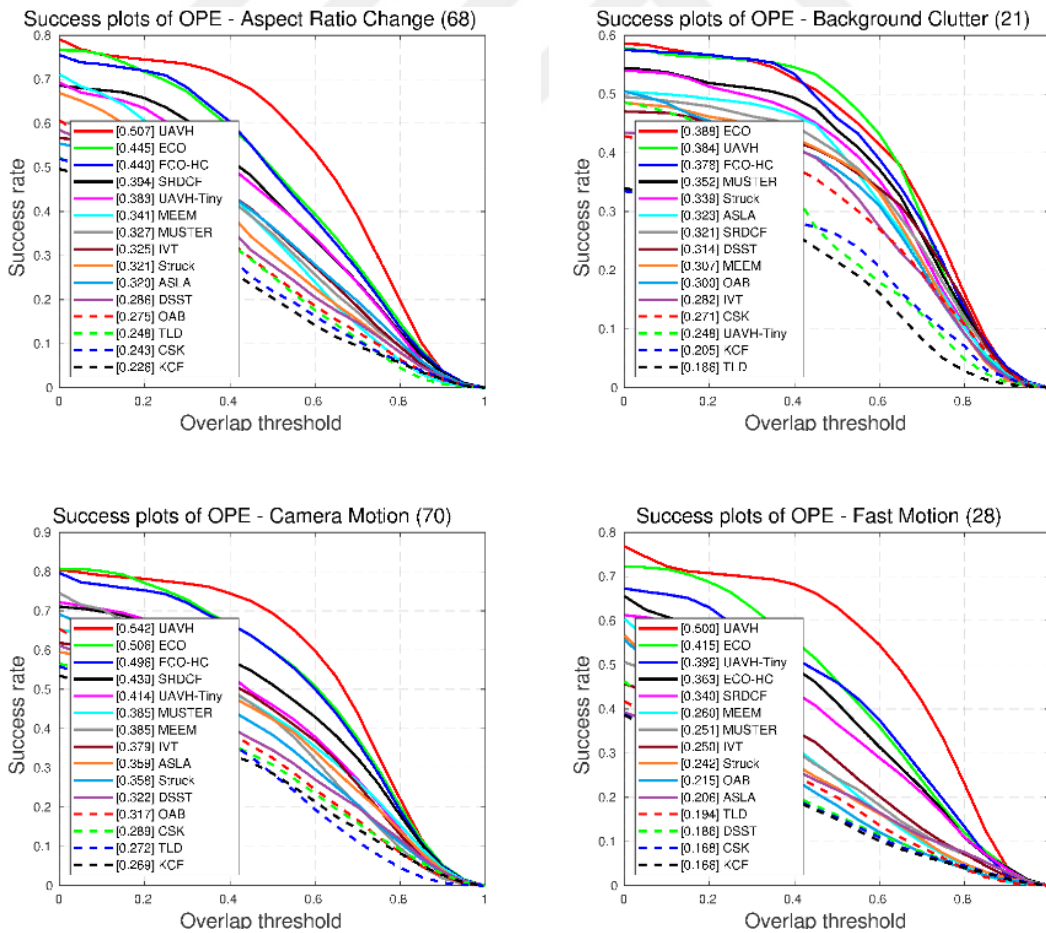 Success plots of OPE - Aspect Ratio Change (68)
0.8
0.7
0.6
0.5
0.4
0.3
0.2
0.1
0
Success rate
[0.507] UAVH
[0.445] ECO
[0.440] ECO-HC
[0.394] SRDCF
[0.383] UAVH-Tiny
[0.341] MEEM
[0.327] MUSTER
[0.325] IVT
[0.321] Struck
[0.320] ASLA
[0.286] DSST
[0.275] OAB
[0.248] TLD
[0.243] CSK
[0.228] KCF
0 0.2 0.4 0.6 0.8 1
Overlap threshold
Success plots of OPE - Background Clutter (21)
0.6
0.5
0.4
0.3
0.2
0.1
0
Success rate
[0.388] ECO
[0.384] UAVH
[0.378] ECO-HC
[0.352] MUSTER
[0.339] Struck
[0.323] ASLA
[0.321] SRDCF
[0.314] DSST
[0.307] MEEM
[0.300] OAB
[0.282] IVT
[0.271] CSK
[0.248] UAVH-Tiny
[0.205] KCF
[0.188] TLD
0 0.2 0.4 0.6 0.8
Overlap threshold
Success plots of OPE - Camera Motion (70)
0.9
0.8
0.7
0.6
0.5
0.4
0.3
0.2
0.1
0
Success rate
[0.542] UAVH
[0.506] ECO
[0.496] ECO-HC
[0.430] SRDCF
[0.414] UAVH-Tiny
[0.385] MUSTER
[0.385] MEEM
[0.379] IVT
[0.359] ASLA
[0.358] Struck
[0.322] DSST
[0.317] OAB
[0.289] CSK
[0.272] TLD
[0.269] KCF
0 0.2 0.4 0.6 0.8 1
Overlap threshold
Success plots of OPE - Fast Motion (28)
0.8
0.7
0.6
0.5
0.4
0.3
0.2
0.1
0
Success rate
[0.500] UAVH
[0.415] ECO
[0.392] UAVH-Tiny
[0.363] ECO-HC
[0.340] SRDCF
[0.260] MEEM
[0.251] MUSTER
[0.250] IVT
[0.242] Struck
[0.215] OAB
[0.206] ASLA
[0.194] TLD
[0.188] DSST
[0.168] CSK
[0.166] KCF
0 0.2 0.4 0.6 0.8
Overlap threshold